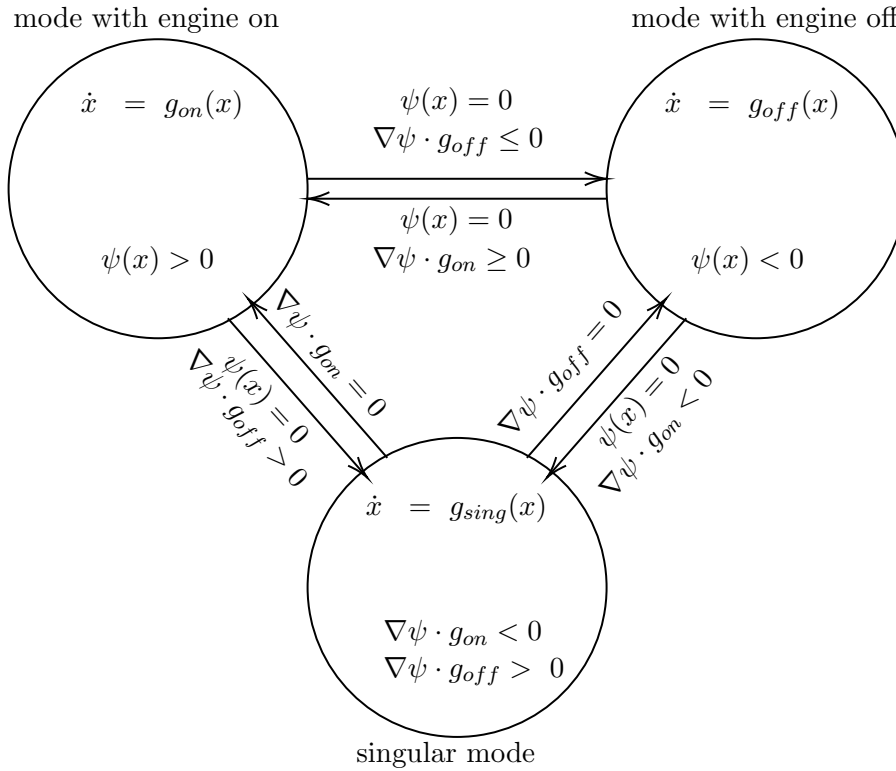 mode with engine on
mode with engine off
ẋ = g_on(x)
ψ(x) = 0
∇ψ · g_off ≤ 0
ẋ = g_off(x)
ψ(x) > 0
ψ(x) = 0
∇ψ · g_on ≥ 0
ψ(x) < 0
ψ(x) = 0
∇ψ · g_off > 0
∇ψ · g_on = 0
∇ψ · g_off = 0
ψ(x) = 0
∇ψ · g_on < 0
ẋ = g_sing(x)
∇ψ · g_on < 0
∇ψ · g_off > 0
singular mode